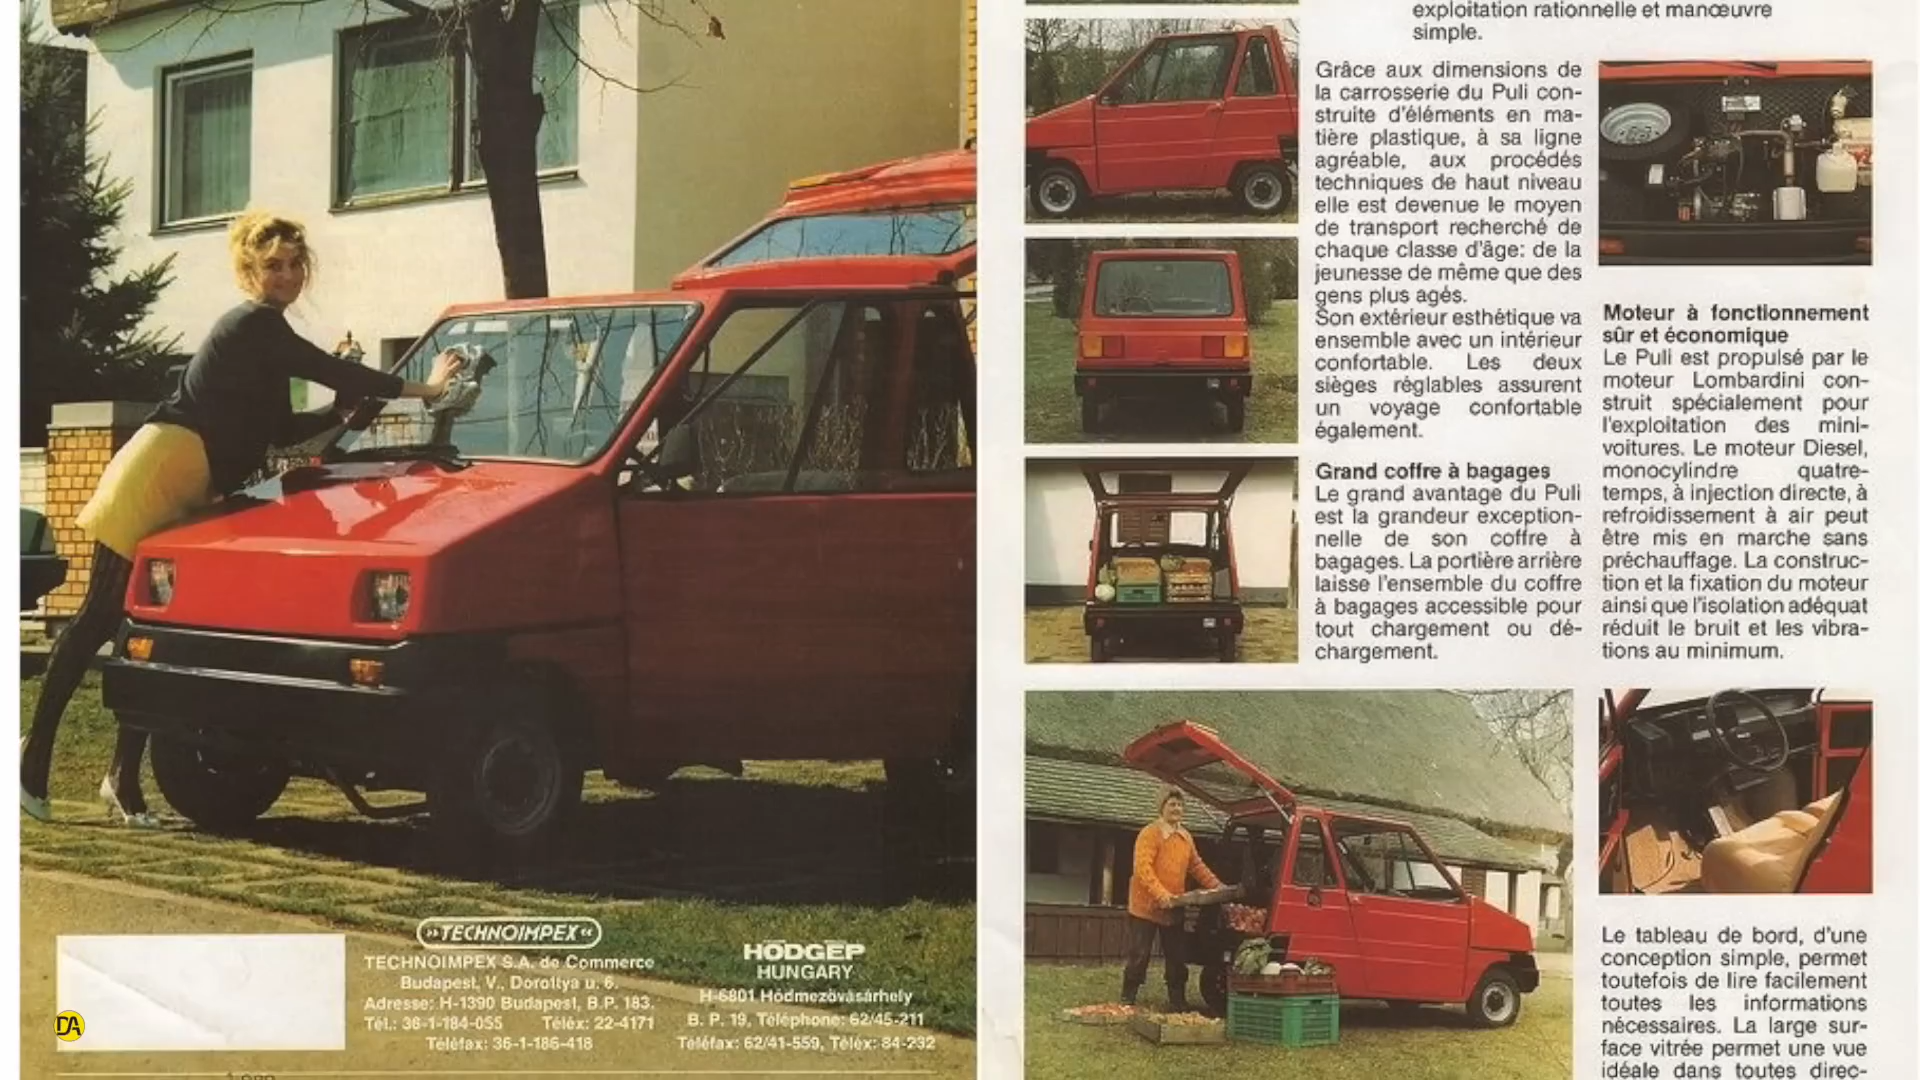 »TECHNOIMPEX«
TECHNOIMPEX S.A. de Commerce
Budapest, V., Dorottya u. 6.
Adresse: H-1390 Budapest, B.P. 183.
Tél.: 36-1-184-055 Téléx: 22-4171
Téléfax: 36-1-186-418
HÓDGÉP
HUNGARY
H-6801 Hódmezövásárhely
B. P. 19, Téléphone: 62/45-211
Téléfax: 62/41-559, Téléx: 84-232
DA
exploitation rationnelle et manœuvre
simple.
Grâce aux dimensions de
la carrosserie du Puli con-
struite d'éléments en ma-
tière plastique, à sa ligne
agréable, aux procédés
techniques de haut niveau
elle est devenue le moyen
de transport recherché de
chaque classe d'âge: de la
jeunesse de même que des
gens plus agés.
Son extérieur esthétique va
ensemble avec un intérieur
confortable. Les deux
sièges réglables assurent
un voyage confortable
également.
Grand coffre à bagages
Le grand avantage du Puli
est la grandeur exception-
nelle de son coffre à
bagages. La portière arrière
laisse l'ensemble du coffre
à bagages accessible pour
tout chargement ou dé-
chargement.
Moteur à fonctionnement
sûr et économique
Le Puli est propulsé par le
moteur Lombardini con-
struit spécialement pour
l'exploitation des mini-
voitures. Le moteur Diesel,
monocylindre quatre-
temps, à injection directe, à
refroidissement à air peut
être mis en marche sans
préchauffage. La construc-
tion et la fixation du moteur
ainsi que l'isolation adéquat
réduit le bruit et les vibra-
tions au minimum.
Le tableau de bord, d'une
conception simple, permet
toutefois de lire facilement
toutes les informations
nécessaires. La large sur-
face vitrée permet une vue
idéale dans toutes direc-